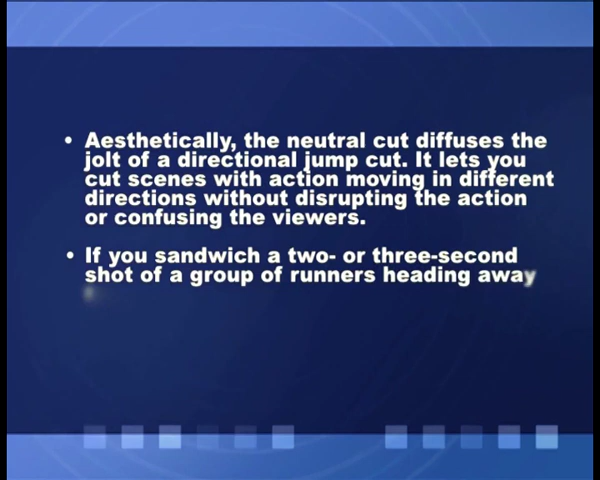 • Aesthetically, the neutral cut diffuses the
jolt of a directional jump cut. It lets you
cut scenes with action moving in different
directions without disrupting the action
or confusing the viewers.
• If you sandwich a two- or three-second
shot of a group of runners heading away